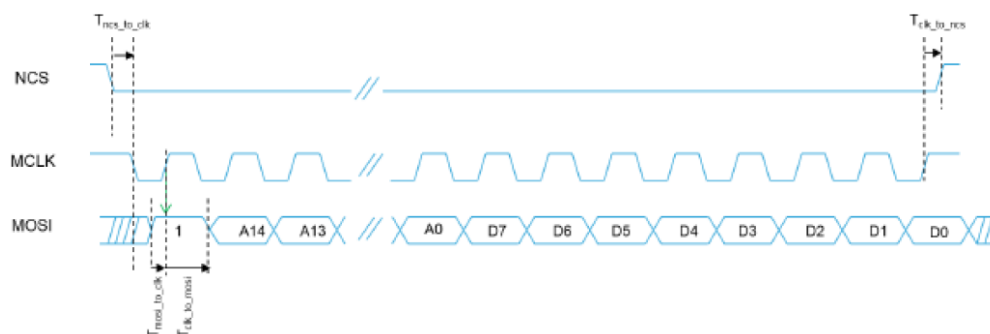 Tncs_to_clk
Tclk_to_ncs
NCS
MCLK
MOSI
1
A14
A13
A0
D7
D6
D5
D4
D3
D2
D1
D0
Tmosi_to_clk
Tclk_to_mosi